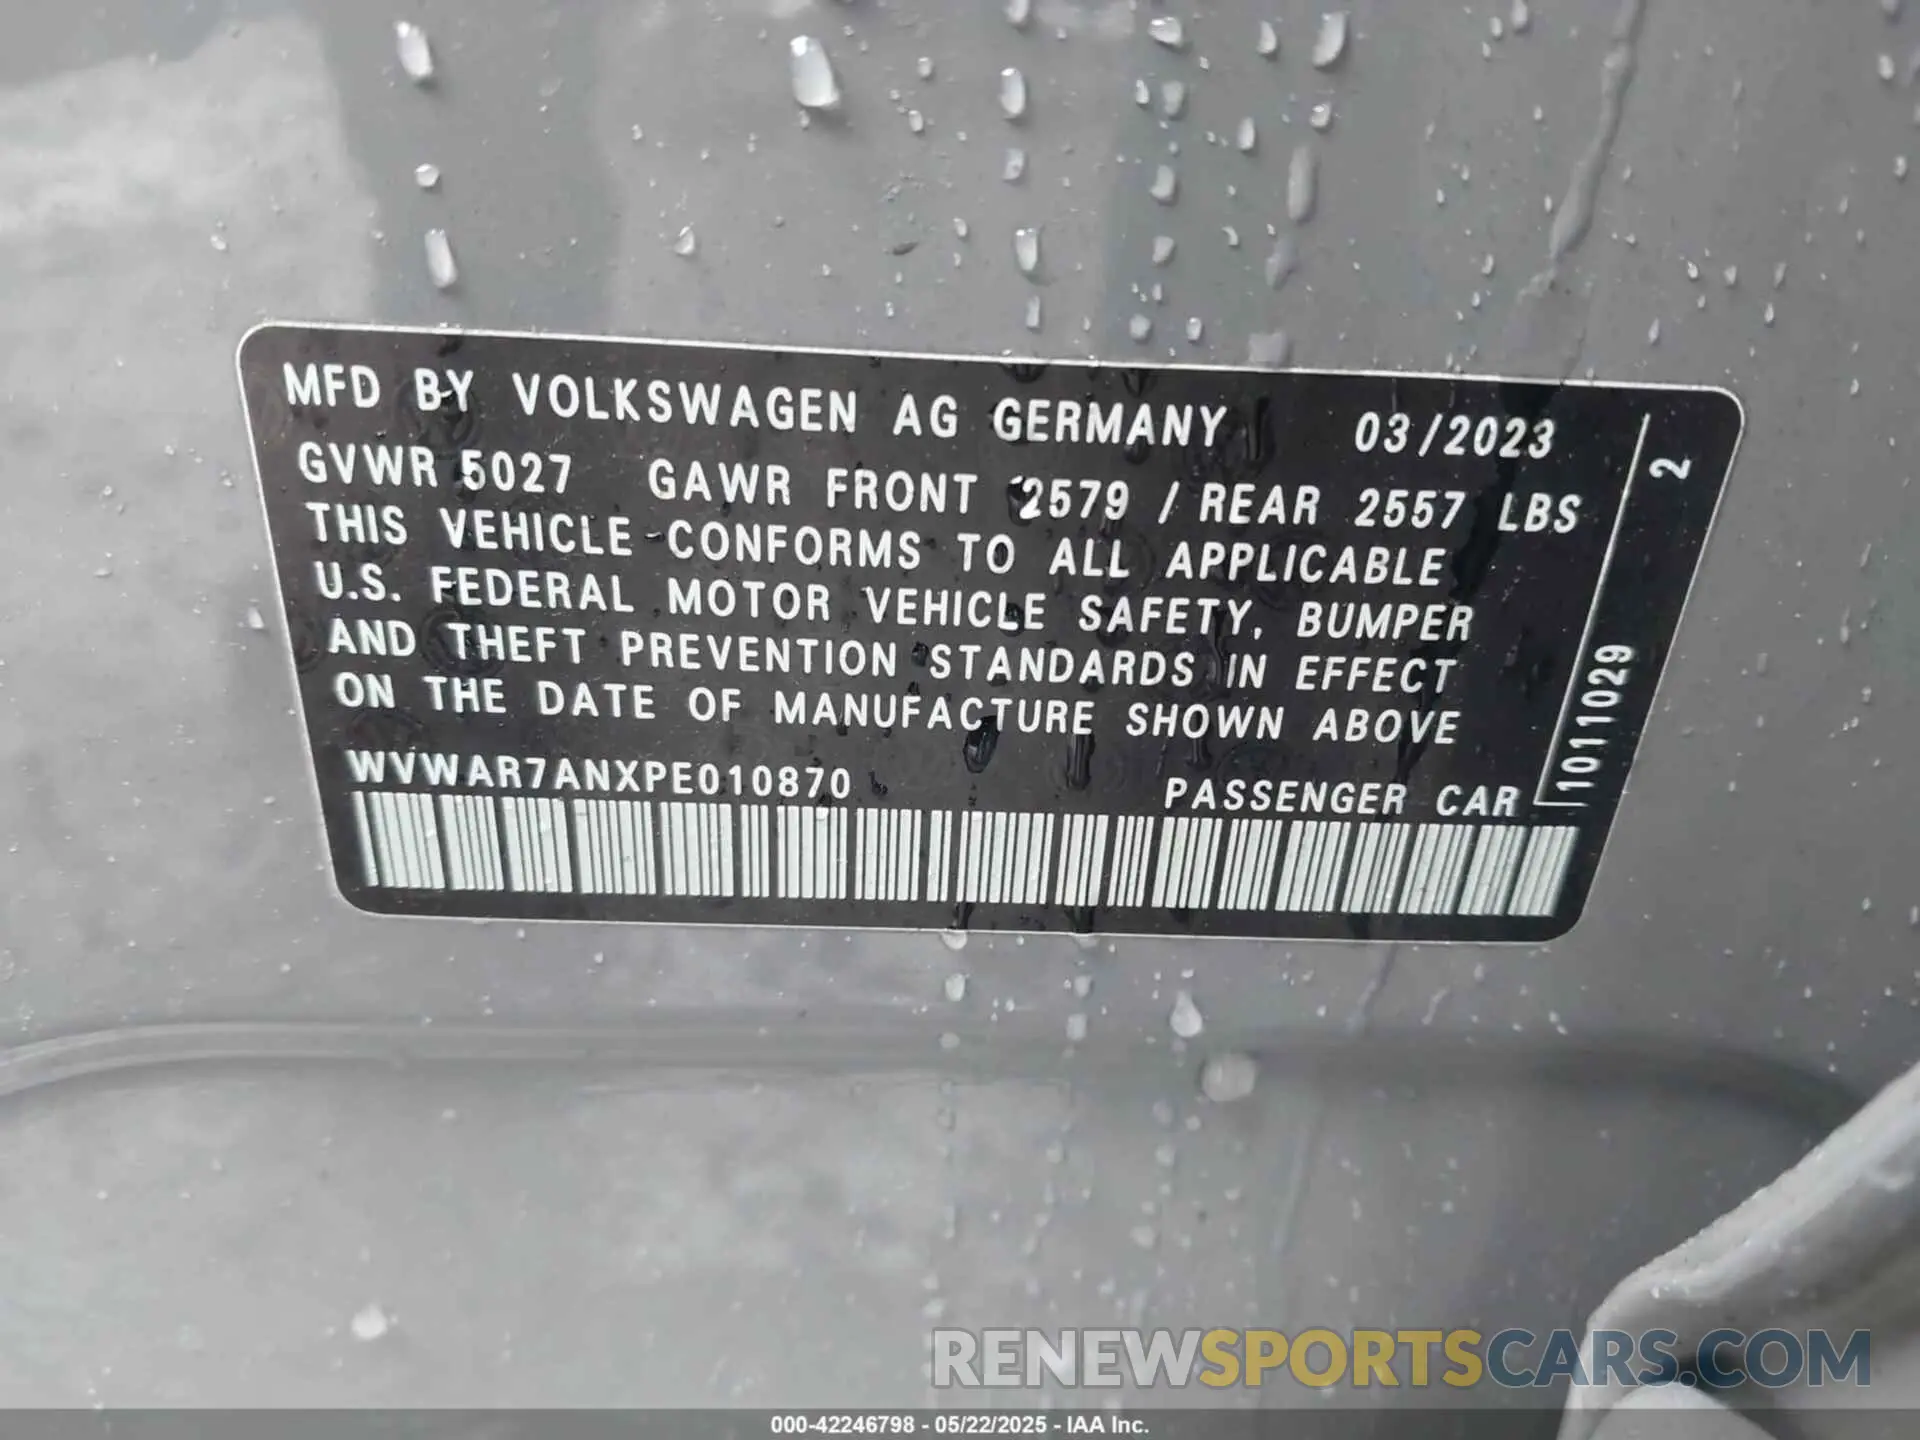 MFD BY VOLKSWAGEN AG GERMANY 03/2023
GVWR 5027 GAWR FRONT 2579 / REAR 2557 LBS
THIS VEHICLE CONFORMS TO ALL APPLICABLE
U.S. FEDERAL MOTOR VEHICLE SAFETY, BUMPER
AND THEFT PREVENTION STANDARDS IN EFFECT
ON THE DATE OF MANUFACTURE SHOWN ABOVE
WVWAR7ANXPE010870 PASSENGER CAR
1011029 2
RENEWSPORTSCARS.COM
000-42246798 - 05/22/2025 - IAA Inc.